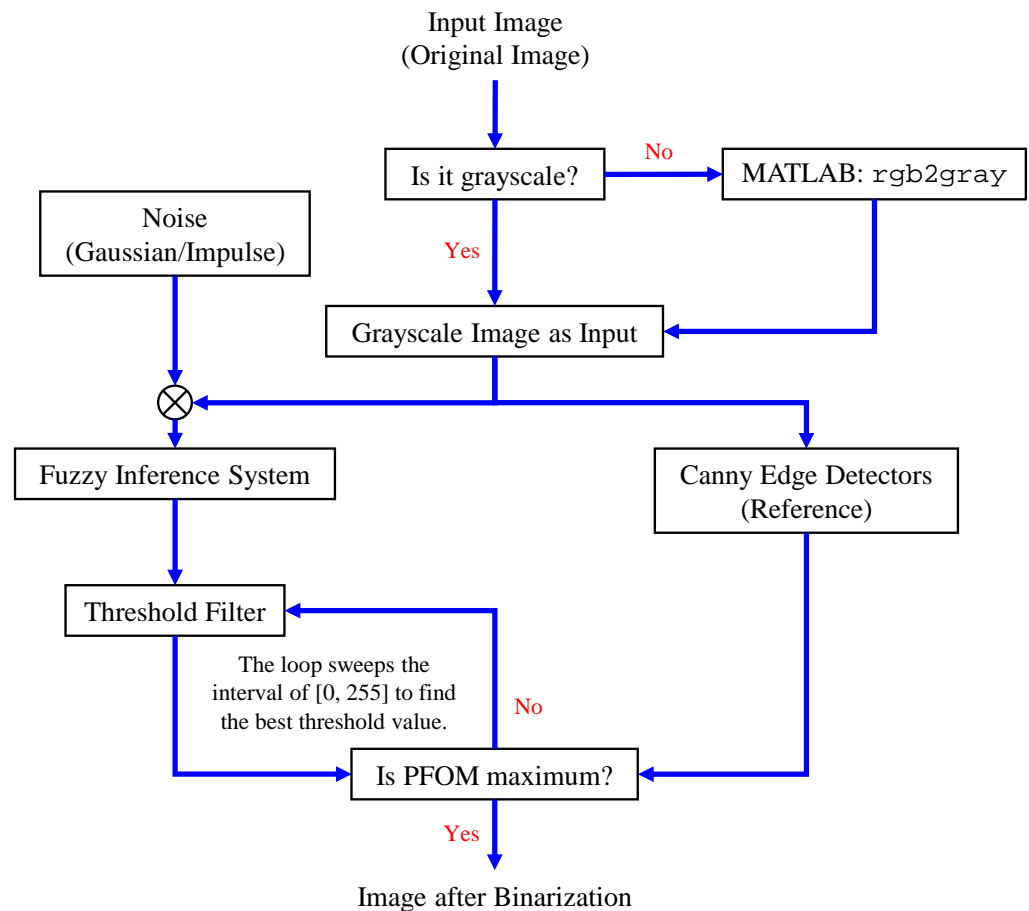 Input Image
(Original Image)
No
Is it grayscale?
MATLAB: rgb2gray
Noise
(Gaussian/Impulse)
Yes
Grayscale Image as Input
Fuzzy Inference System
Canny Edge Detectors
(Reference)
Threshold Filter
The loop sweeps the
interval of [0, 255] to find
the best threshold value.
No
Is PFOM maximum?
Yes
Image after Binarization